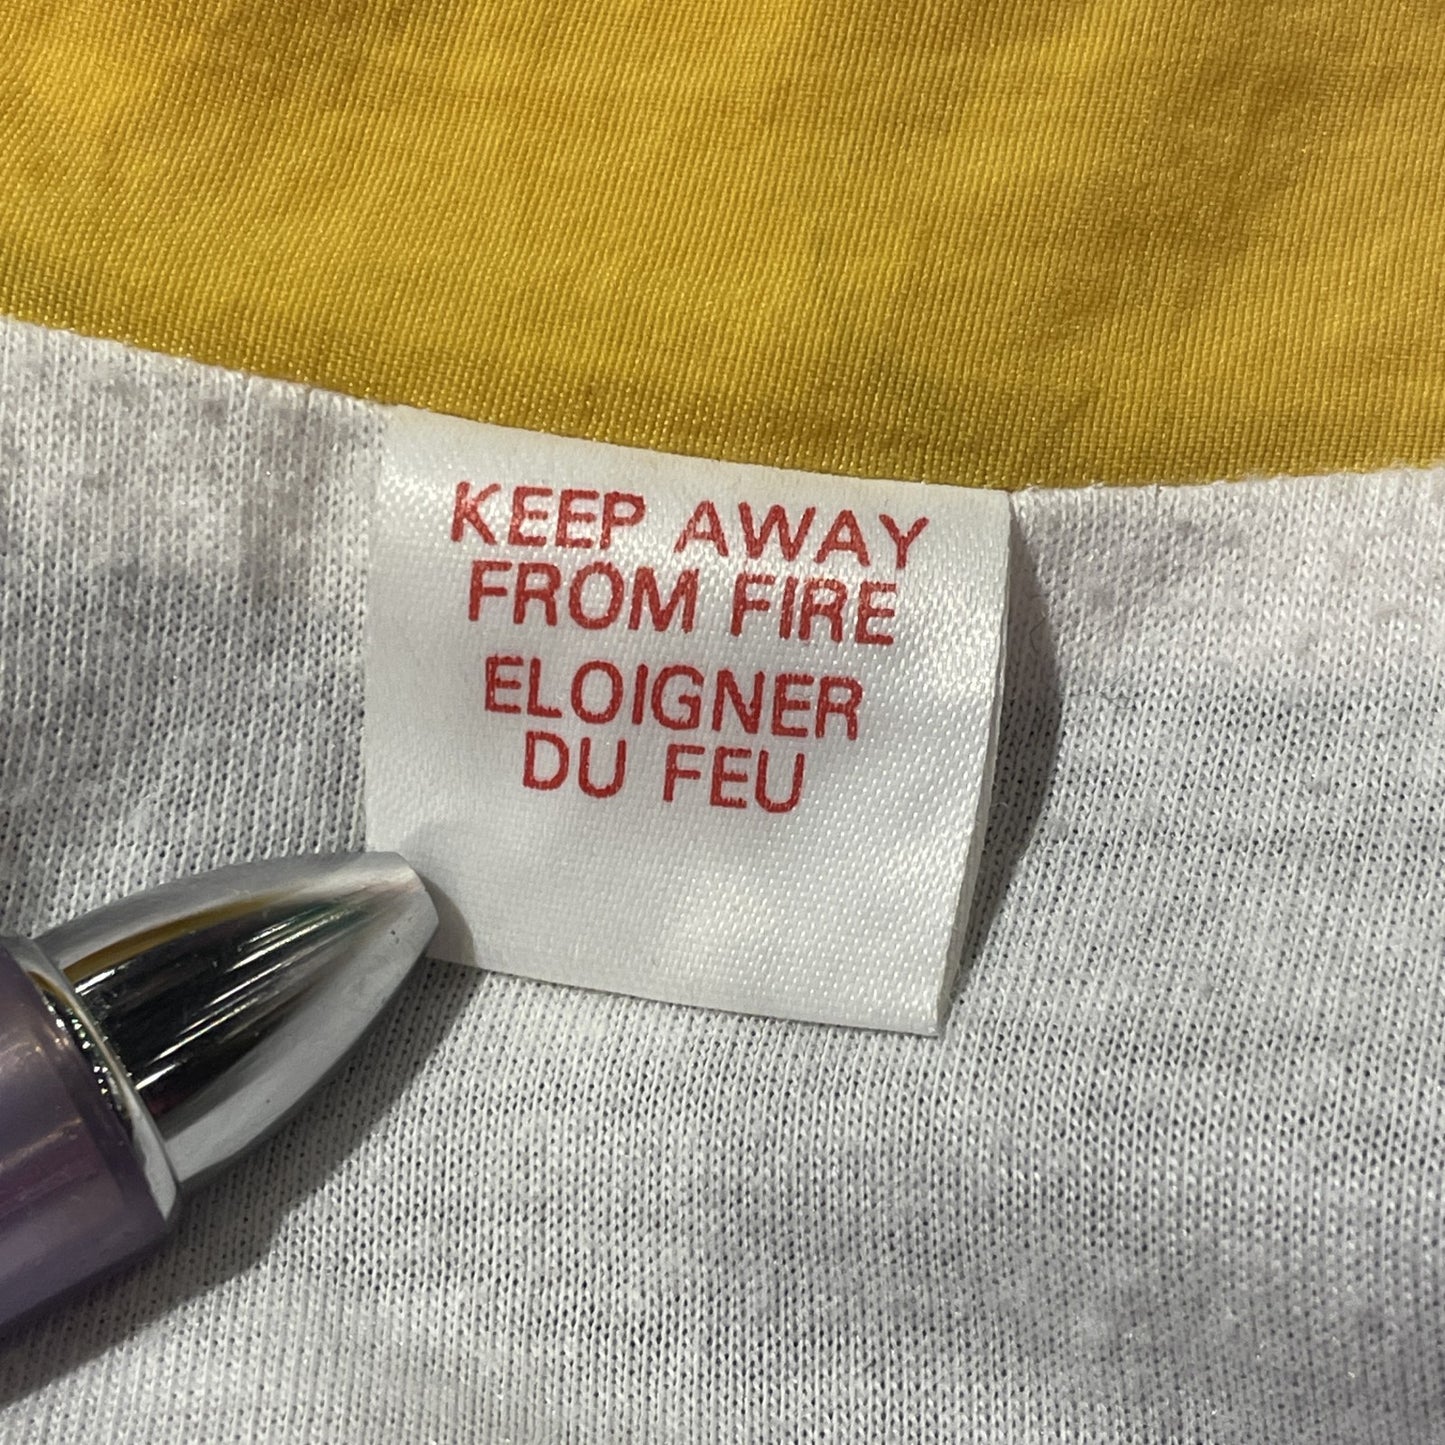 KEEP AWAY
FROM FIRE
ELOIGNER
DU FEU